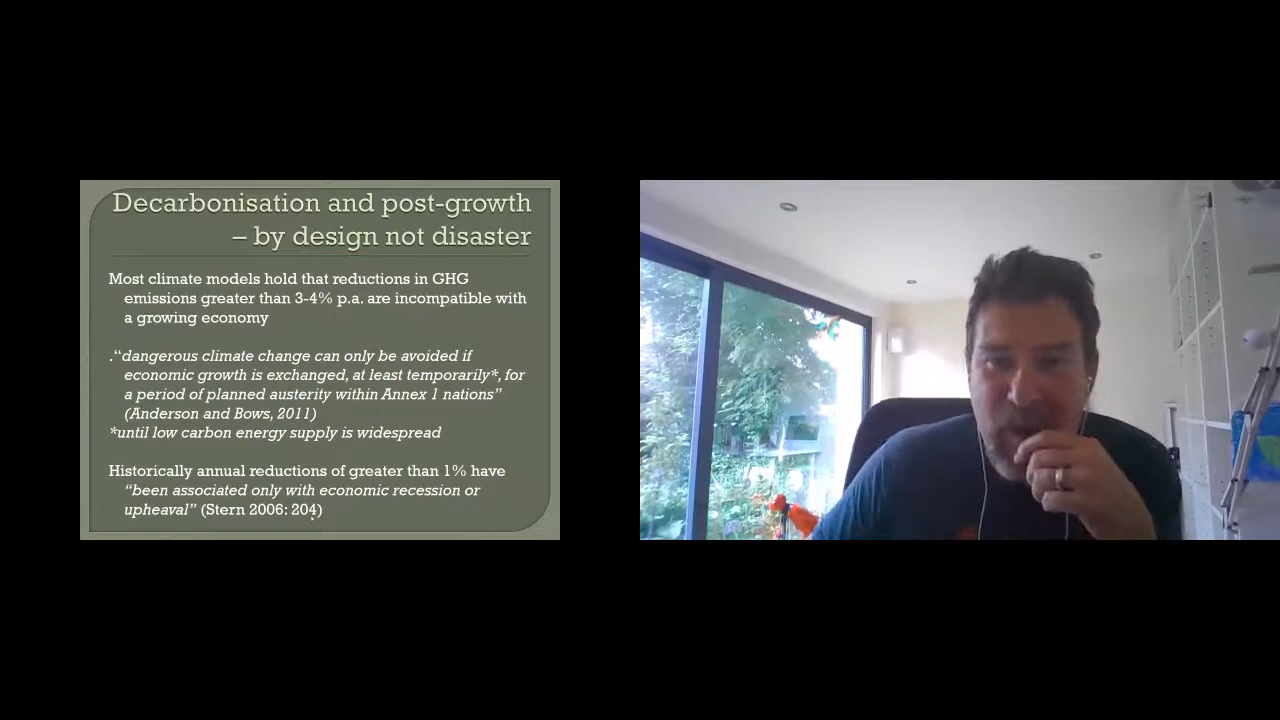 Decarbonisation and post-growth
– by design not disaster
Most climate models hold that reductions in GHG
emissions greater than 3-4% p.a. are incompatible with
a growing economy
.“dangerous climate change can only be avoided if
economic growth is exchanged, at least temporarily*, for
a period of planned austerity within Annex 1 nations”
(Anderson and Bows, 2011)
*until low carbon energy supply is widespread
Historically annual reductions of greater than 1% have
“been associated only with economic recession or
upheaval” (Stern 2006: 204)